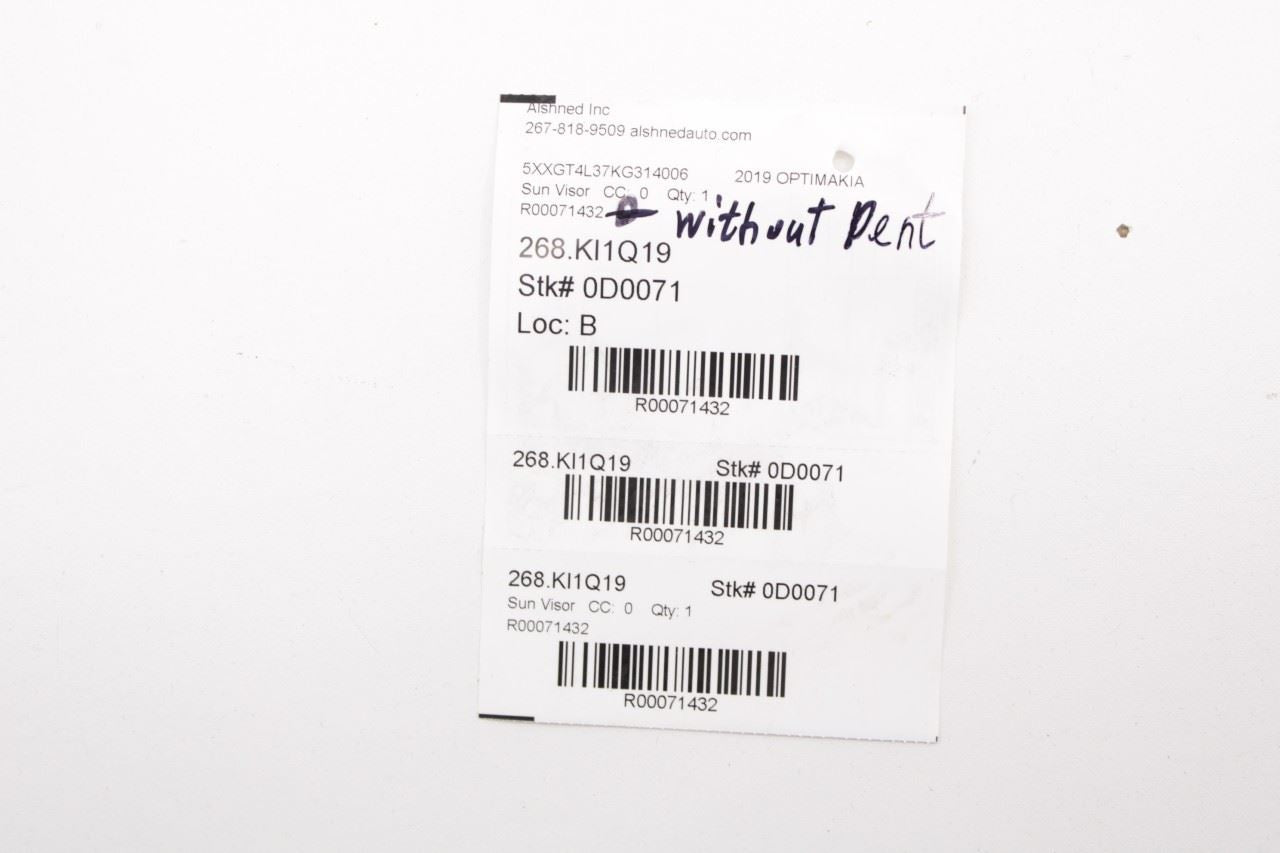 Alshned Inc
267-818-9509 alshnedauto.com
5XXGT4L37KG314006 2019 OPTIMAKIA
Sun Visor CC: 0 Qty: 1
R00071432 without Dent
268.KI1Q19
Stk# 0D0071
Loc: B
R00071432
268.KI1Q19 Stk# 0D0071
R00071432
268.KI1Q19 Stk# 0D0071
Sun Visor CC: 0 Qty: 1
R00071432
R00071432